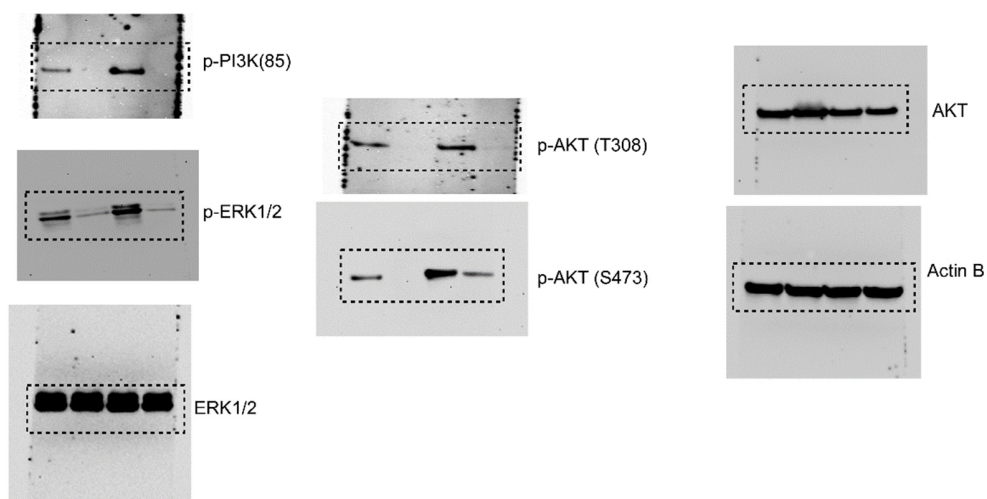 p-PI3K(85)
p-ERK1/2
ERK1/2
p-AKT (T308)
p-AKT (S473)
AKT
Actin B